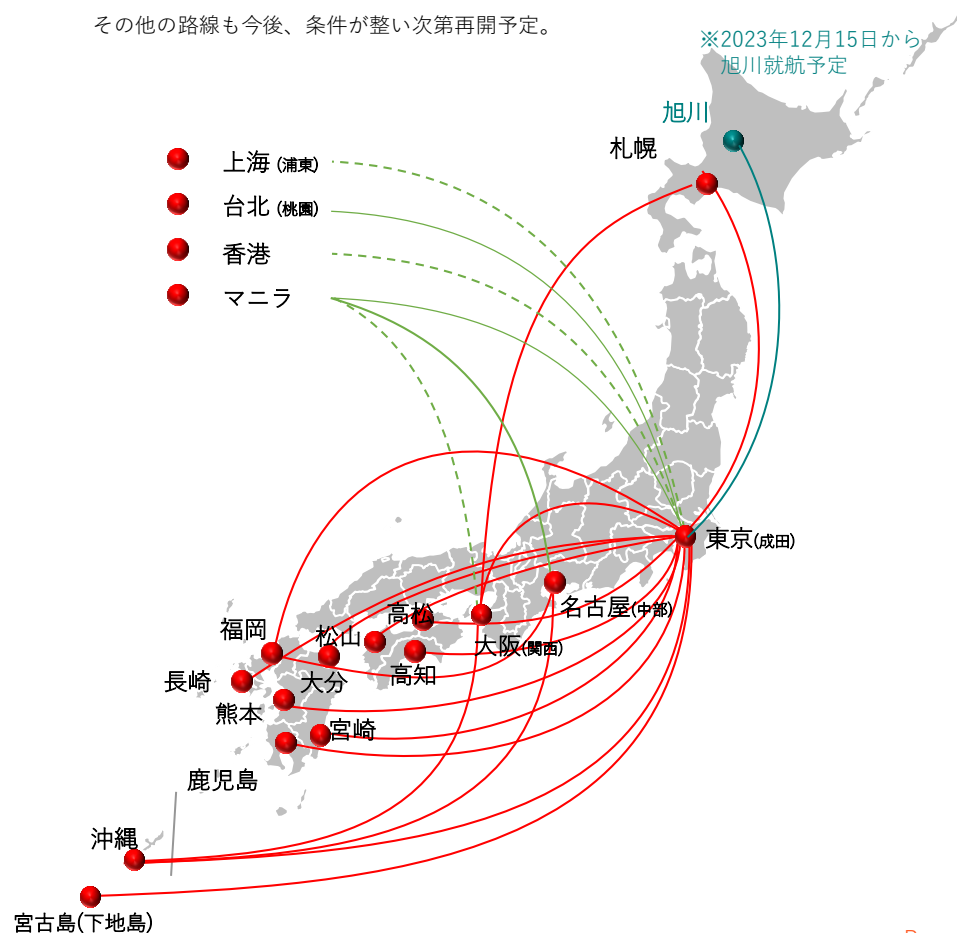 その他の路線も今後、条件が整い次第再開予定。
※2023年12月15日から
旭川就航予定
旭川
札幌
上海 (浦東)
台北 (桃園)
香港
マニラ
東京(成田)
名古屋(中部)
高松
福岡
松山
大阪(関西)
長崎
大分
高知
熊本
宮崎
鹿児島
沖縄
宮古島(下地島)